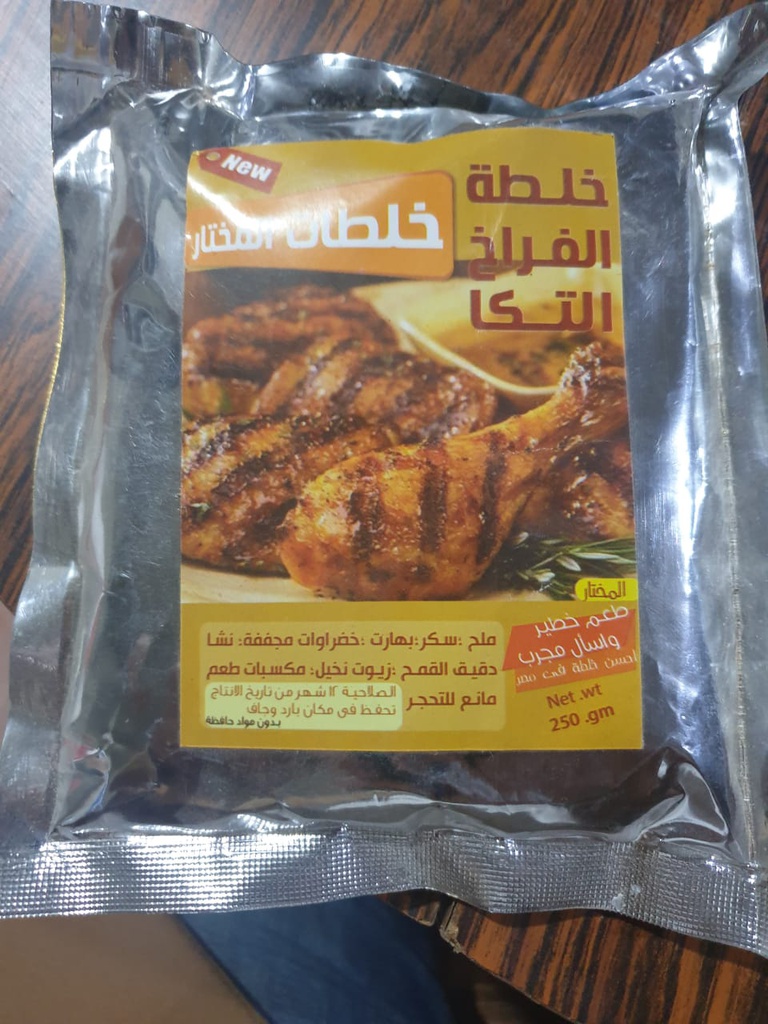 New
خلطات المختار
خلطة
الفراخ
التكا
المختار
ملح ؛سكر؛بهارت ؛خضراوات مجففة؛ نشا
دقيق القمح ؛زيوت نخيل؛ مكسبات طعم
مانع للتحجر
الصلاحية ١٢ شهر من تاريخ الانتاج
تحفظ فى مكان بارد وجاف
بدون مواد حافظة
طعم خطير
واسأل مجرب
احسن خلطة فى مصر
Net .wt
250 .gm